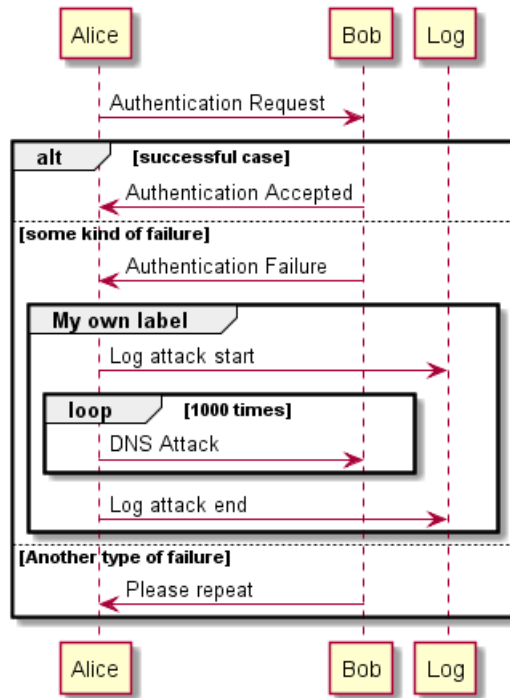 Alice Bob Log
Authentication Request
alt [successful case]
Authentication Accepted
[some kind of failure]
Authentication Failure
My own label
Log attack start
loop [1000 times]
DNS Attack
Log attack end
[Another type of failure]
Please repeat
Alice Bob Log